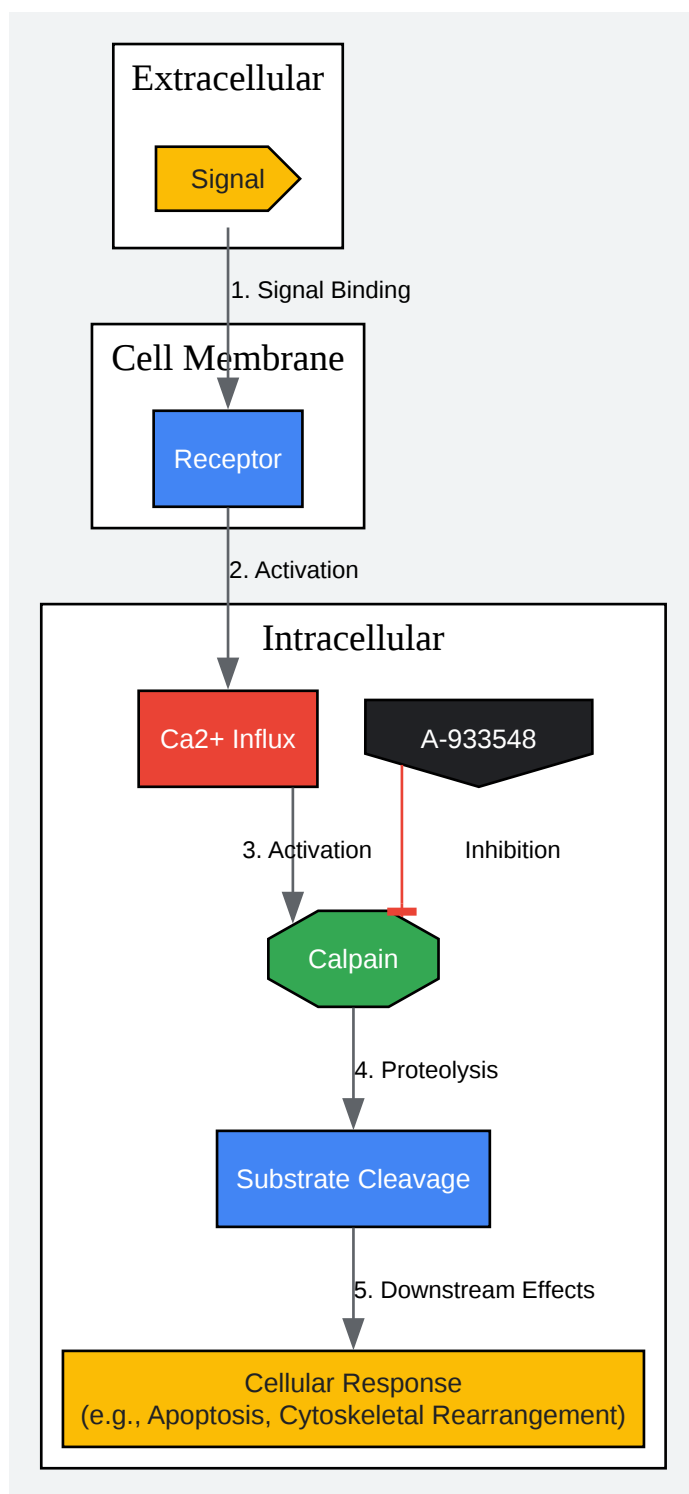 Extracellular
Signal
1. Signal Binding
Cell Membrane
Receptor
2. Activation
Intracellular
Ca2+ Influx
A-933548
3. Activation
Inhibition
Calpain
4. Proteolysis
Substrate Cleavage
5. Downstream Effects
Cellular Response
(e.g., Apoptosis, Cytoskeletal Rearrangement)